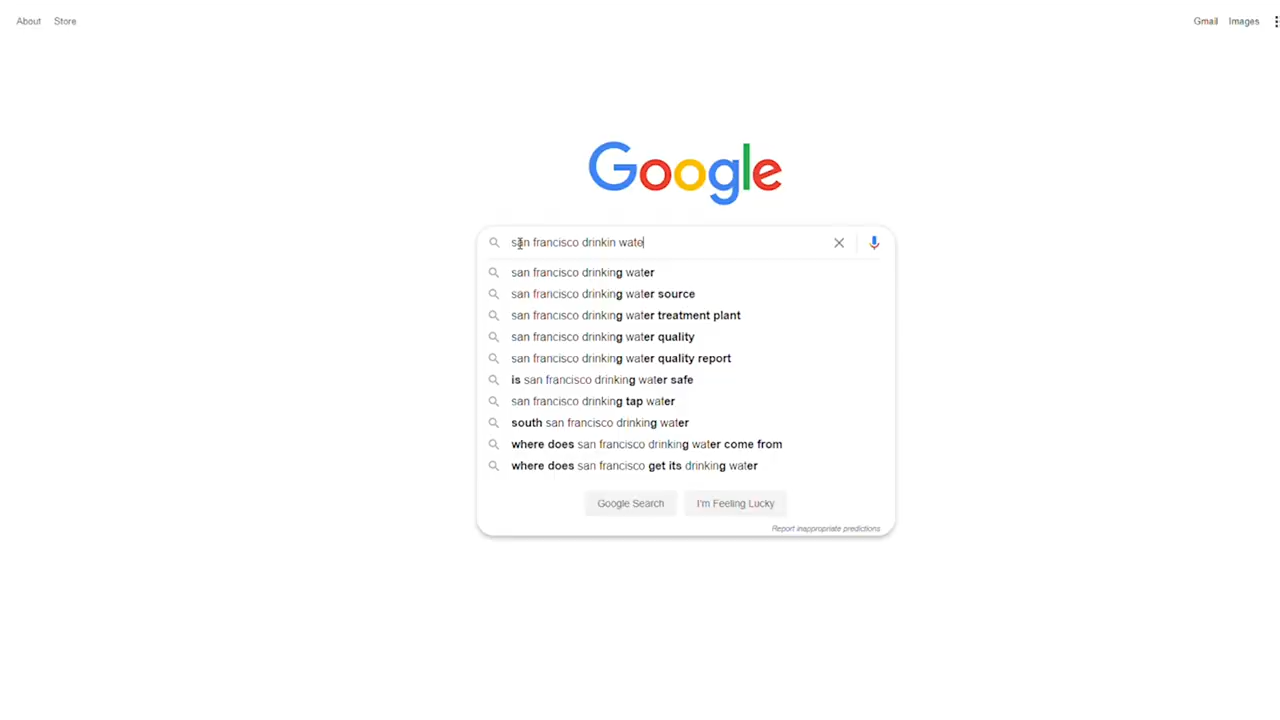 About Store Gmail Images
Google
san francisco drinkin wate
san francisco drinking water
san francisco drinking water source
san francisco drinking water treatment plant
san francisco drinking water quality
san francisco drinking water quality report
is san francisco drinking water safe
san francisco drinking tap water
south san francisco drinking water
where does san francisco drinking water come from
where does san francisco get its drinking water
Google Search I'm Feeling Lucky
Report inappropriate predictions